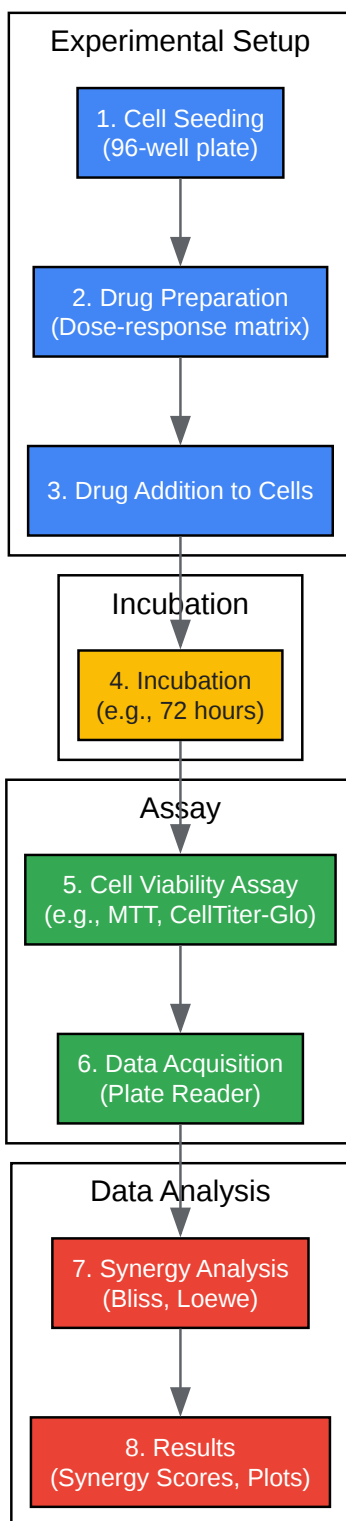 Experimental Setup
1. Cell Seeding
(96-well plate)
2. Drug Preparation
(Dose-response matrix)
3. Drug Addition to Cells
Incubation
4. Incubation
(e.g., 72 hours)
Assay
5. Cell Viability Assay
(e.g., MTT, CellTiter-Glo)
6. Data Acquisition
(Plate Reader)
Data Analysis
7. Synergy Analysis
(Bliss, Loewe)
8. Results
(Synergy Scores, Plots)